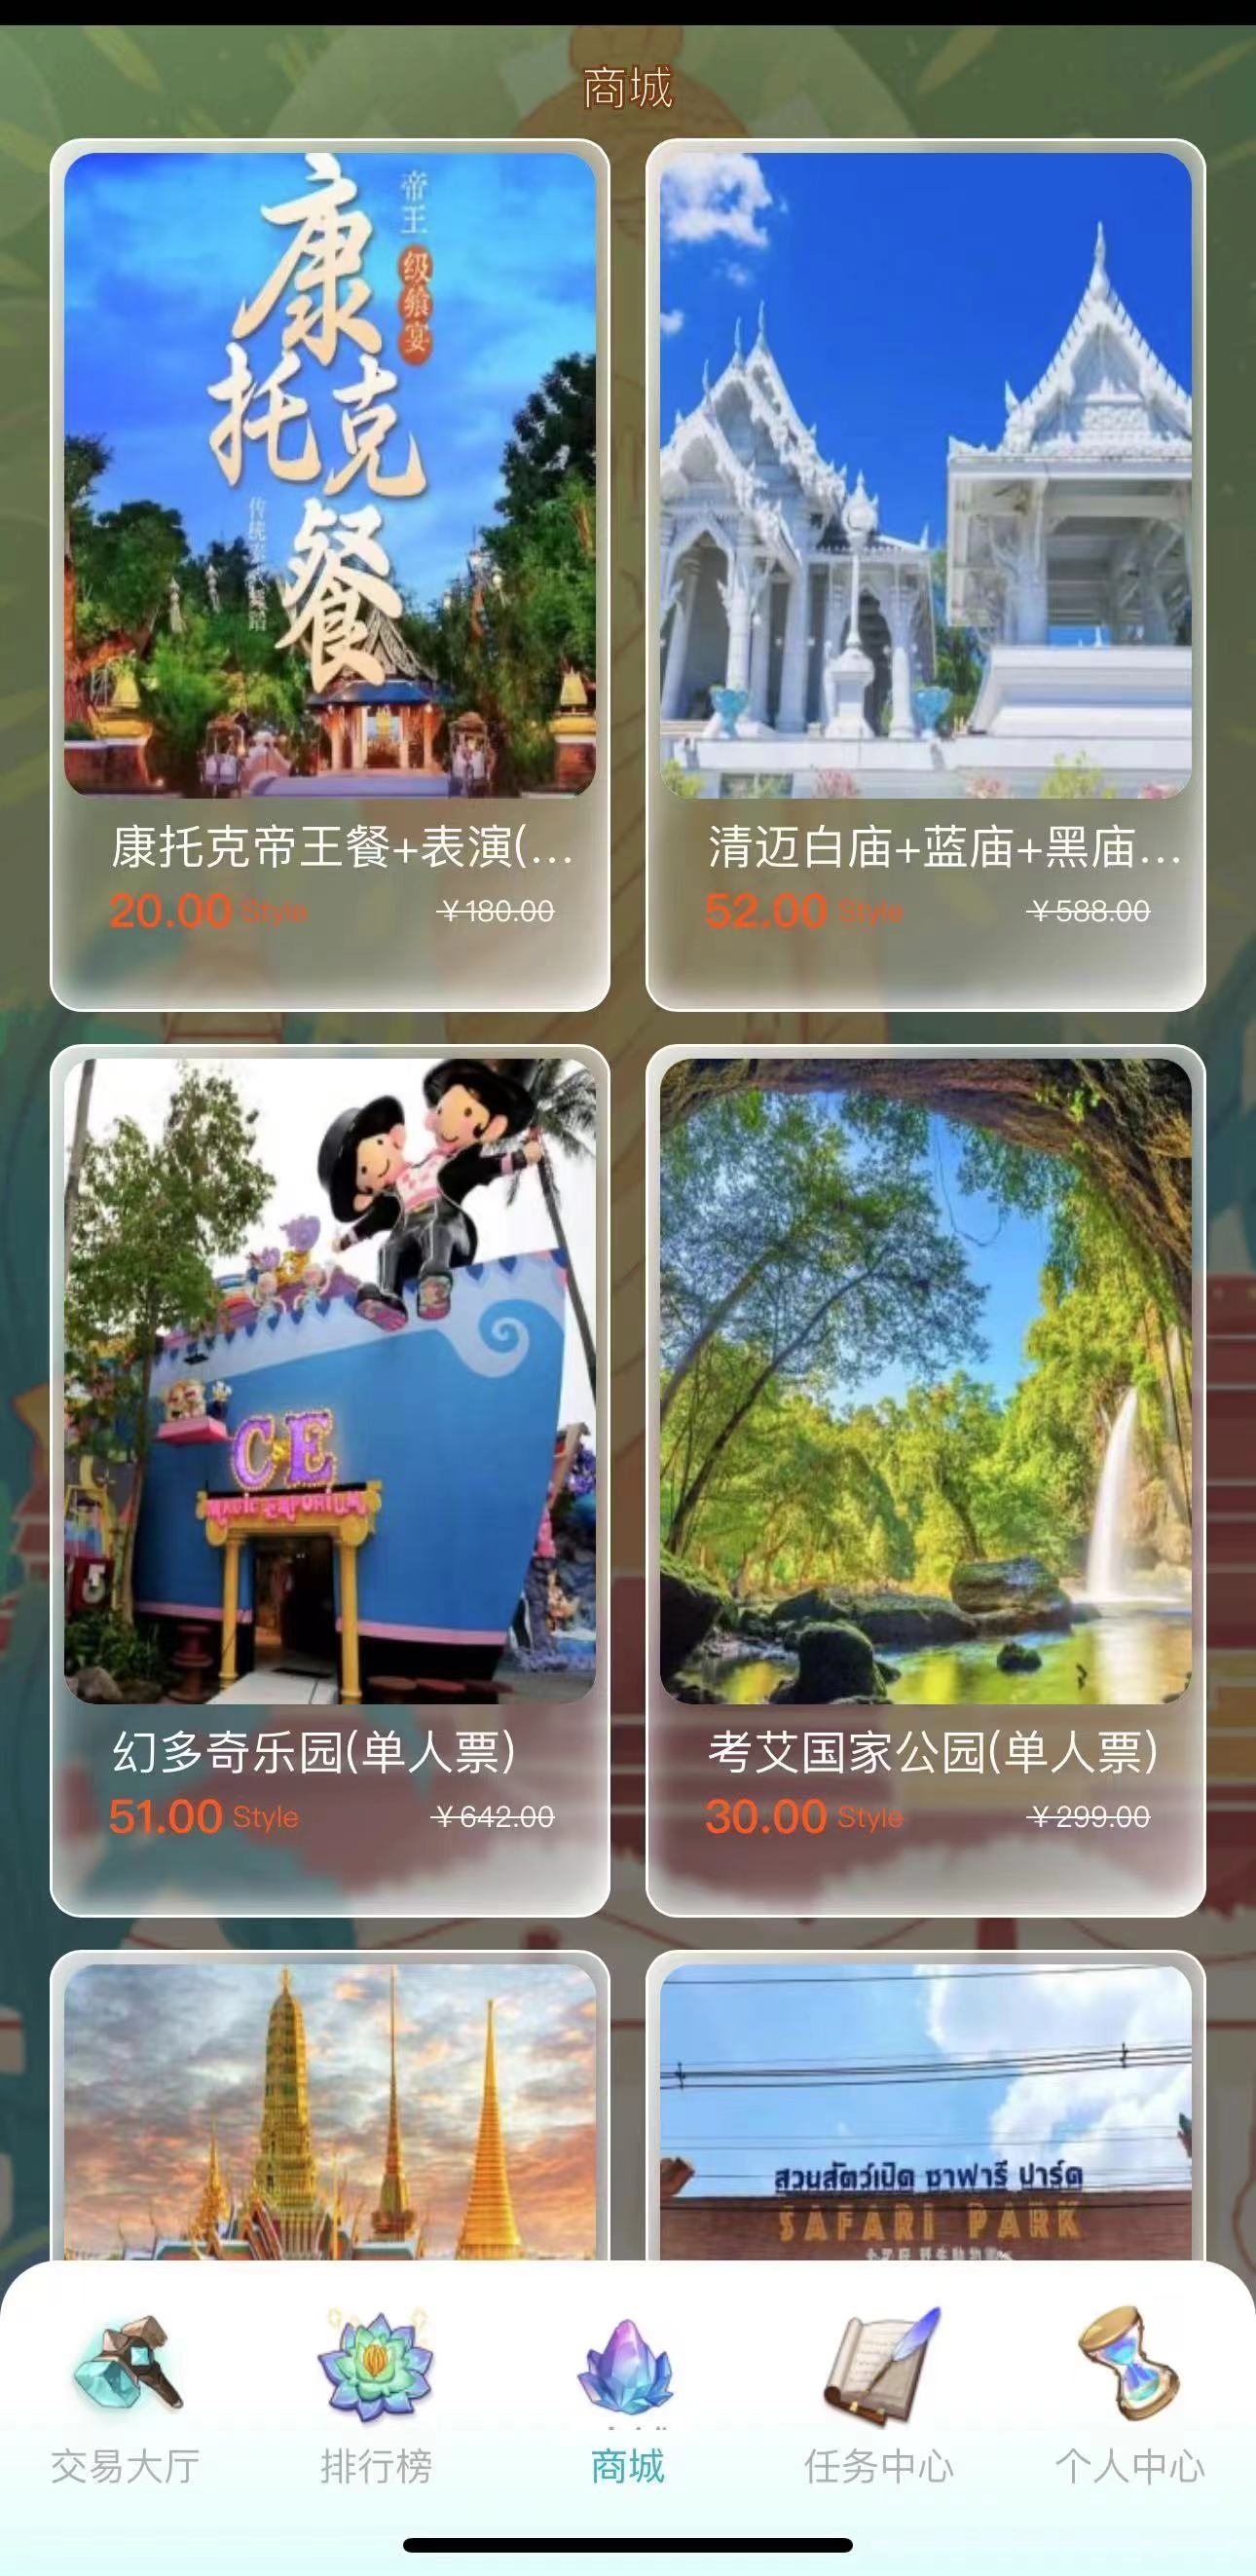 商城
帝王
级飨宴
康
托克
餐
康托克帝王餐+表演(...
20.00 Style
￥180.00
清迈白庙+蓝庙+黑庙...
52.00 Style
￥588.00
CE
MAGIC EMPORIUM
幻多奇乐园(单人票)
51.00 Style
￥642.00
考艾国家公园(单人票)
30.00 Style
￥299.00
สวนสัตว์เปิด ซาฟารี ปาร์ค
SAFARI PARK
交易大厅
排行榜
商城
任务中心
个人中心